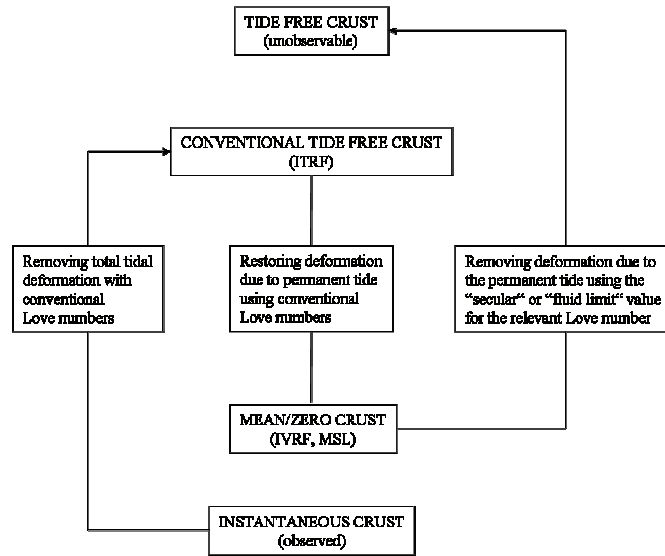 TIDE FREE CRUST
(unobservable)
CONVENTIONAL TIDE FREE CRUST
(ITRF)
Removing total tidal
deformation with
conventional
Love numbers
Restoring deformation
due to permanent tide
using conventional
Love numbers
Removing deformation due to
the permanent tide using the
“secular“ or “fluid limit“ value
for the relevant Love number
MEAN/ZERO CRUST
(IVRF, MSL)
INSTANTANEOUS CRUST
(observed)